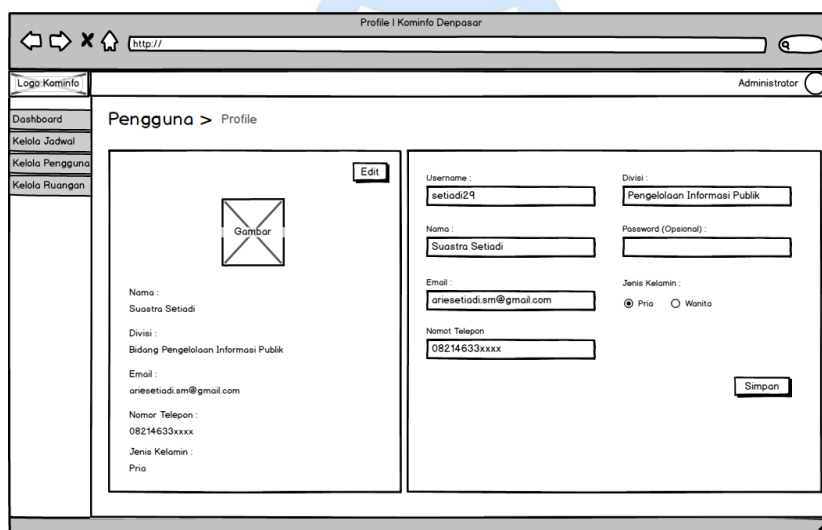 Profile I Kominfo Denpasar
http://
Logo Kominfo
Administrator
Dashboard
Kelola Jadwal
Kelola Pengguna
Kelola Ruangan
Pengguna > Profile
Edit
Gambar
Nama :
Suastra Setiadi
Divisi :
Bidang Pengelolaan Informasi Publik
Email :
ariesetiadi.sm@gmail.com
Nomor Telepon :
08214633xxxx
Jenis Kelamin :
Pria
Username :
setiadi29
Nama :
Suastra Setiadi
Email :
ariesetiadi.sm@gmail.com
Nomot Telepon
08214633xxxx
Divisi :
Pengelolaan Informasi Publik
Password (Opsional) :
Jenis Kelamin :
Pria Wanita
Simpan